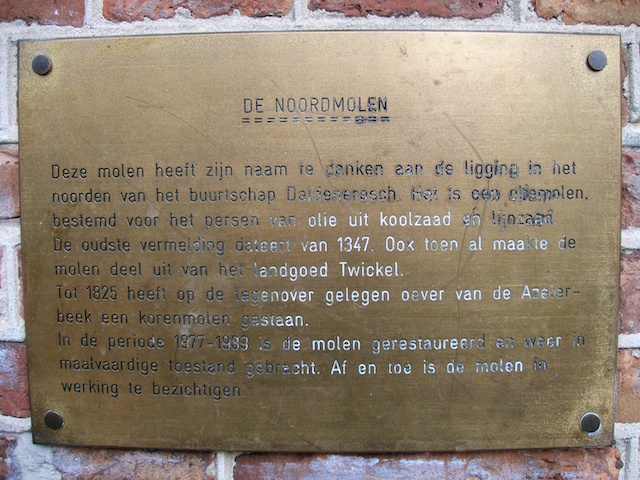 DE NOORDMOLEN
Deze molen heeft zijn naam te danken aan de ligging in het
noorden van het buurtschap Deldeneresch. Het is een oliemolen,
bestemd voor het persen van olie uit koolzaad en lijnzaad
De oudste vermelding dateert van 1347. Ook toen al maakte de
molen deel uit van het landgoed Twickel.
Tot 1825 heeft op de tegenover gelegen oever van de Azeler-
beek een korenmolen gestaan.
In de periode 1977-1989 is de molen gerestaureerd en weer in
maalvaardige toestand gebracht. Af en toe is de molen in
werking te bezichtigen.